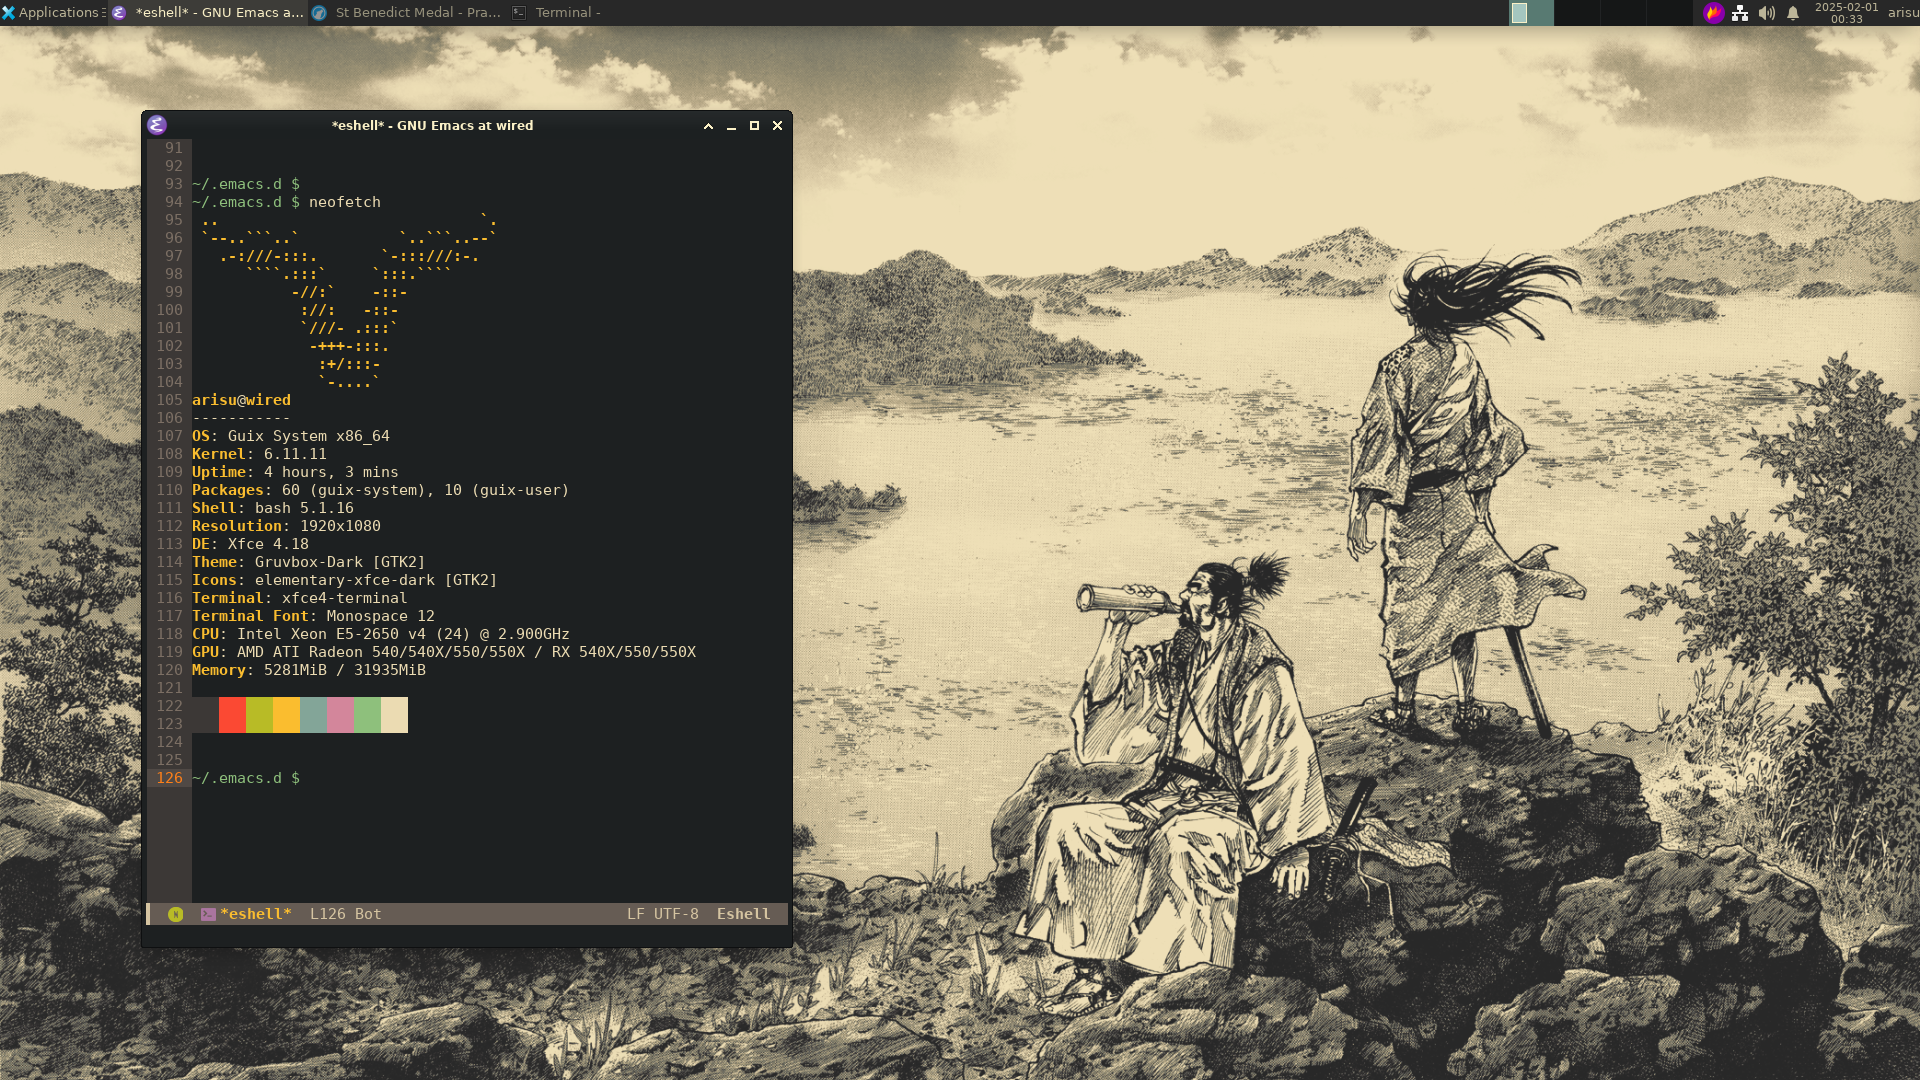 Applications
*eshell* - GNU Emacs a...
St Benedict Medal - Pra...
Terminal -
2025-02-01
00:33
arisu
*eshell* - GNU Emacs at wired
91
92
93 ~/.emacs.d $
94 ~/.emacs.d $ neofetch
95  ..                             `.
96  `--..```..`           `..```..--`
97    .-:///-:::.       `-:::///:-.
98       ````.:::`     `:::.````
99            -//:`    -::-
100             ://:   -::-
101             `///- .:::`
102              -+++-:::.
103               :+/:::-
104               `-....`
105 arisu@wired
106 -----------
107 OS: Guix System x86_64
108 Kernel: 6.11.11
109 Uptime: 4 hours, 3 mins
110 Packages: 60 (guix-system), 10 (guix-user)
111 Shell: bash 5.1.16
112 Resolution: 1920x1080
113 DE: Xfce 4.18
114 Theme: Gruvbox-Dark [GTK2]
115 Icons: elementary-xfce-dark [GTK2]
116 Terminal: xfce4-terminal
117 Terminal Font: Monospace 12
118 CPU: Intel Xeon E5-2650 v4 (24) @ 2.900GHz
119 GPU: AMD ATI Radeon 540/540X/550/550X / RX 540X/550/550X
120 Memory: 5281MiB / 31935MiB
121
122
123
124
125
126 ~/.emacs.d $
N *eshell* L126 Bot LF UTF-8 Eshell